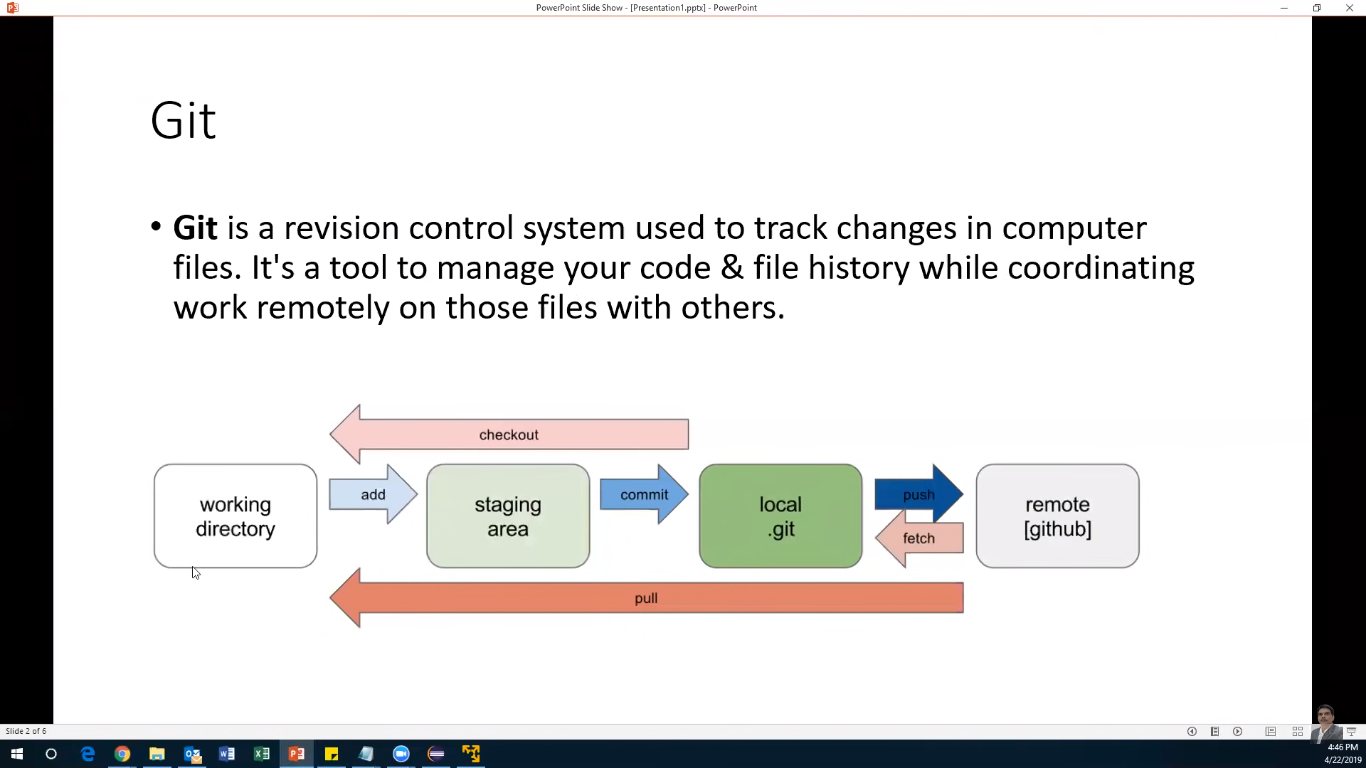 PowerPoint Slide Show - [Presentation1.pptx] - PowerPoint
Git
• Git is a revision control system used to track changes in computer
files. It's a tool to manage your code & file history while coordinating
work remotely on those files with others.
checkout
working
directory
add
staging
area
commit
local
.git
push
fetch
remote
[github]
pull
Slide 2 of 6
4:46 PM
4/22/2019